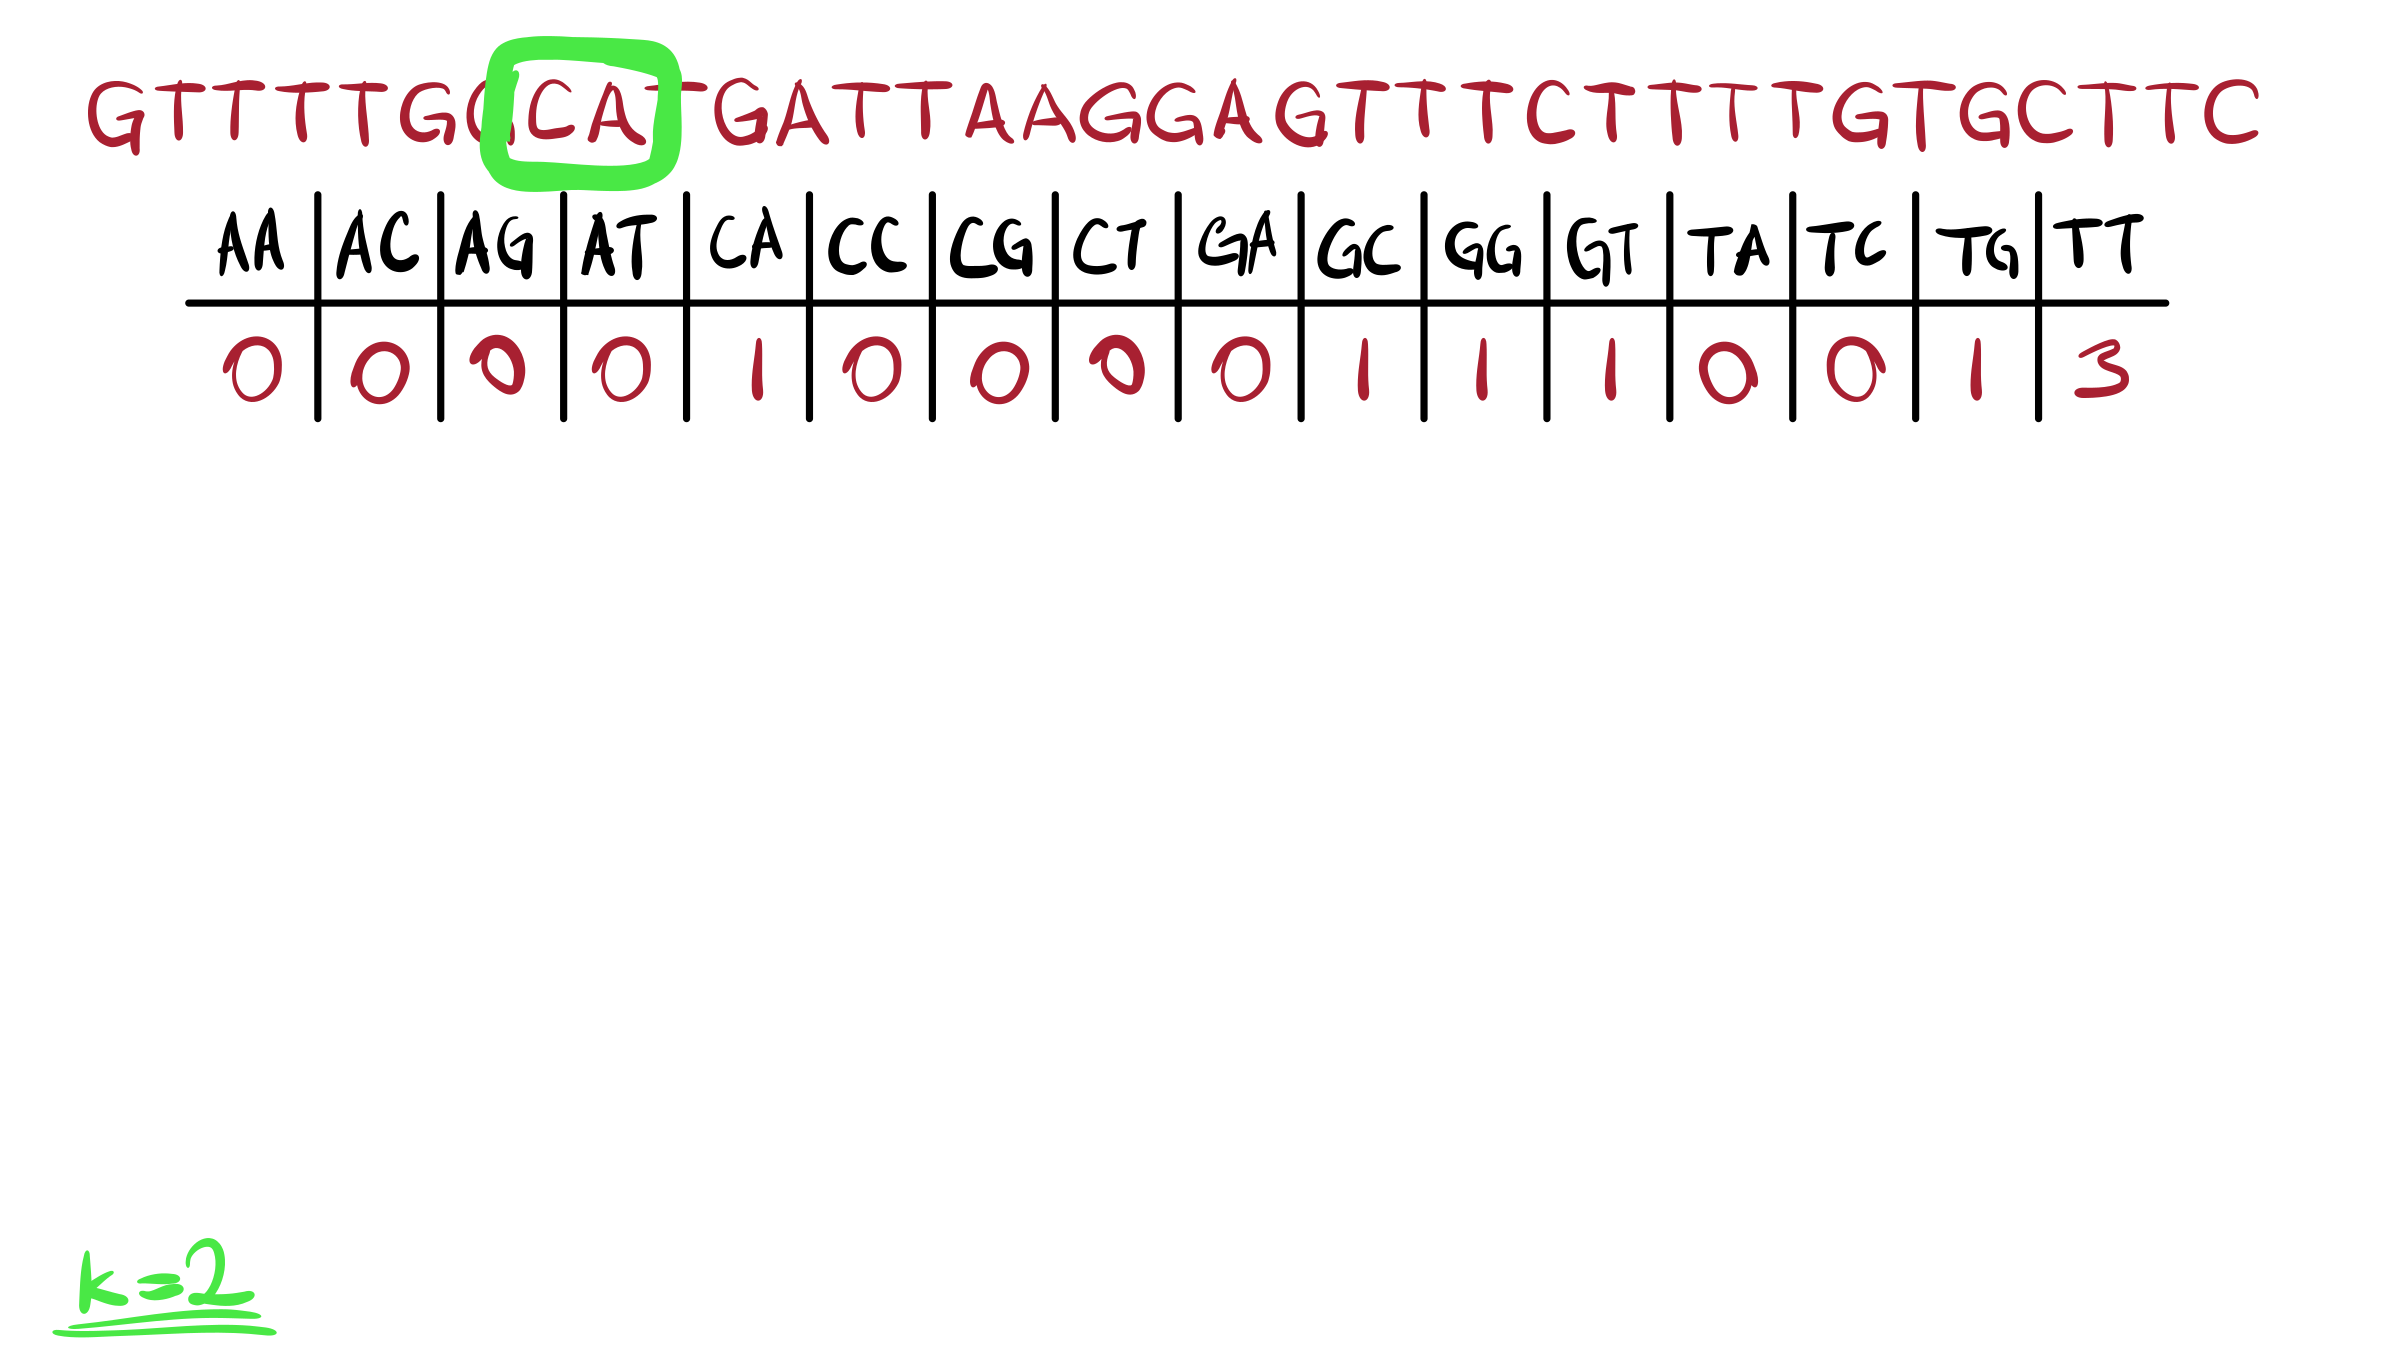 GTTTTGGCATGATTAAGGAGTTTCTTTTGTGCTTC
AA AC AG AT CA CC CG CT GA GC GG GT TA TC TG TT
0 0 0 0 1 0 0 0 0 1 1 1 0 0 1 3
k=2